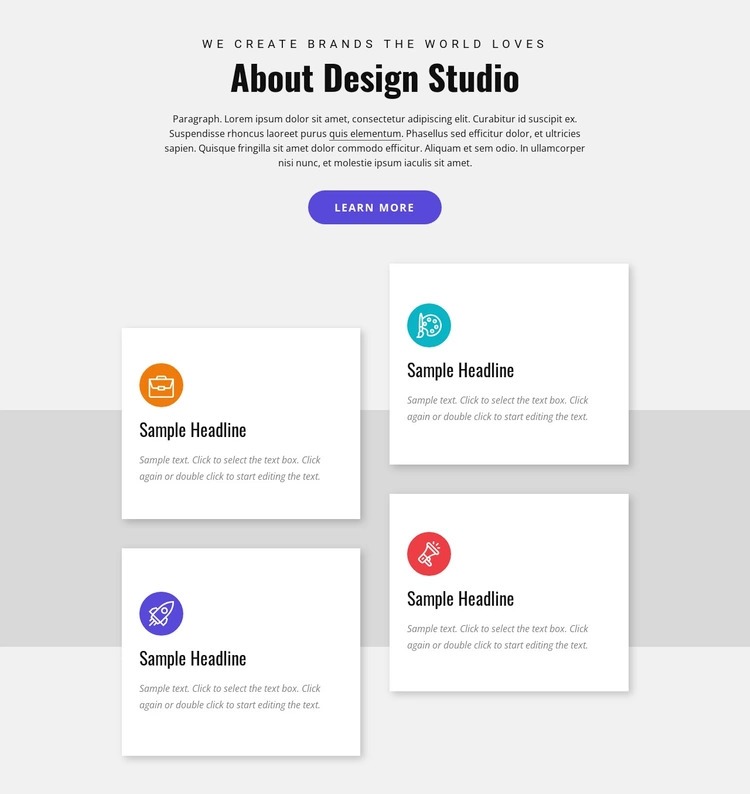 WE CREATE BRANDS THE WORLD LOVES
About Design Studio
Paragraph. Lorem ipsum dolor sit amet, consectetur adipiscing elit. Curabitur id suscipit ex.
Suspendisse rhoncus laoreet purus quis elementum. Phasellus sed efficitur dolor, et ultricies
sapien. Quisque fringilla sit amet dolor commodo efficitur. Aliquam et sem odio. In ullamcorper
nisi nunc, et molestie ipsum iaculis sit amet.
LEARN MORE
Sample Headline
Sample text. Click to select the text box. Click
again or double click to start editing the text.
Sample Headline
Sample text. Click to select the text box. Click
again or double click to start editing the text.
Sample Headline
Sample text. Click to select the text box. Click
again or double click to start editing the text.
Sample Headline
Sample text. Click to select the text box. Click
again or double click to start editing the text.